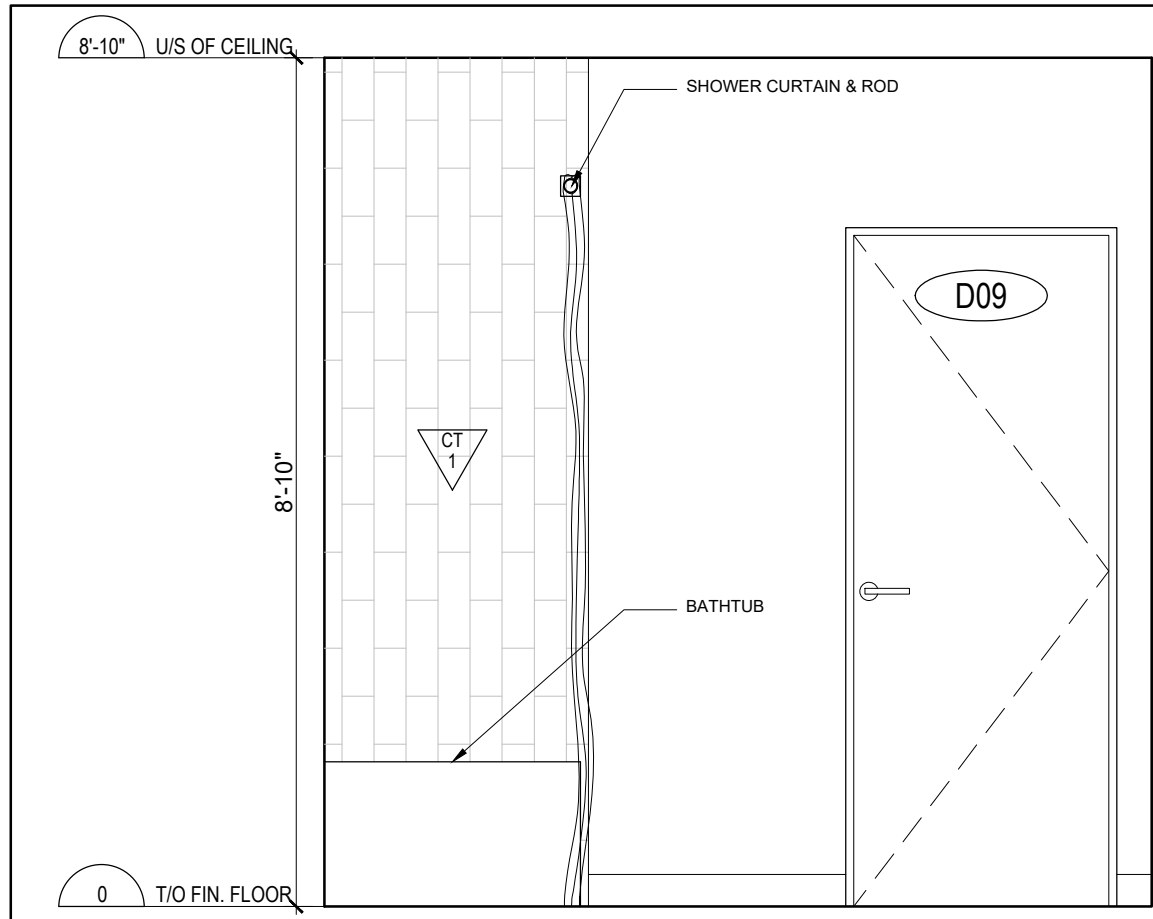 8'-10" U/S OF CEILING
SHOWER CURTAIN & ROD
D09
CT
1
8'-10"
BATHTUB
0 T/O FIN. FLOOR